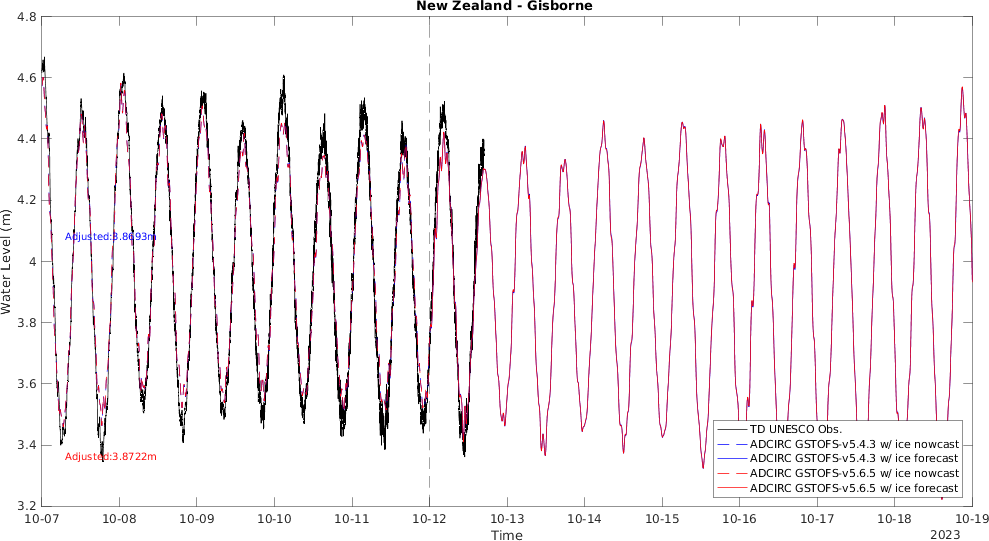 New Zealand - Gisborne
4.8
4.6
4.4
4.2
4
3.8
3.6
3.4
3.2
Water Level (m)
Adjusted:3.8693m
Adjusted:3.8722m
TD UNESCO Obs.
ADCIRC GSTOFS-v5.4.3 w/ ice nowcast
ADCIRC GSTOFS-v5.4.3 w/ ice forecast
ADCIRC GSTOFS-v5.6.5 w/ ice nowcast
ADCIRC GSTOFS-v5.6.5 w/ ice forecast
10-07 10-08 10-09 10-10 10-11 10-12 10-13 10-14 10-15 10-16 10-17 10-18 10-19
Time
2023